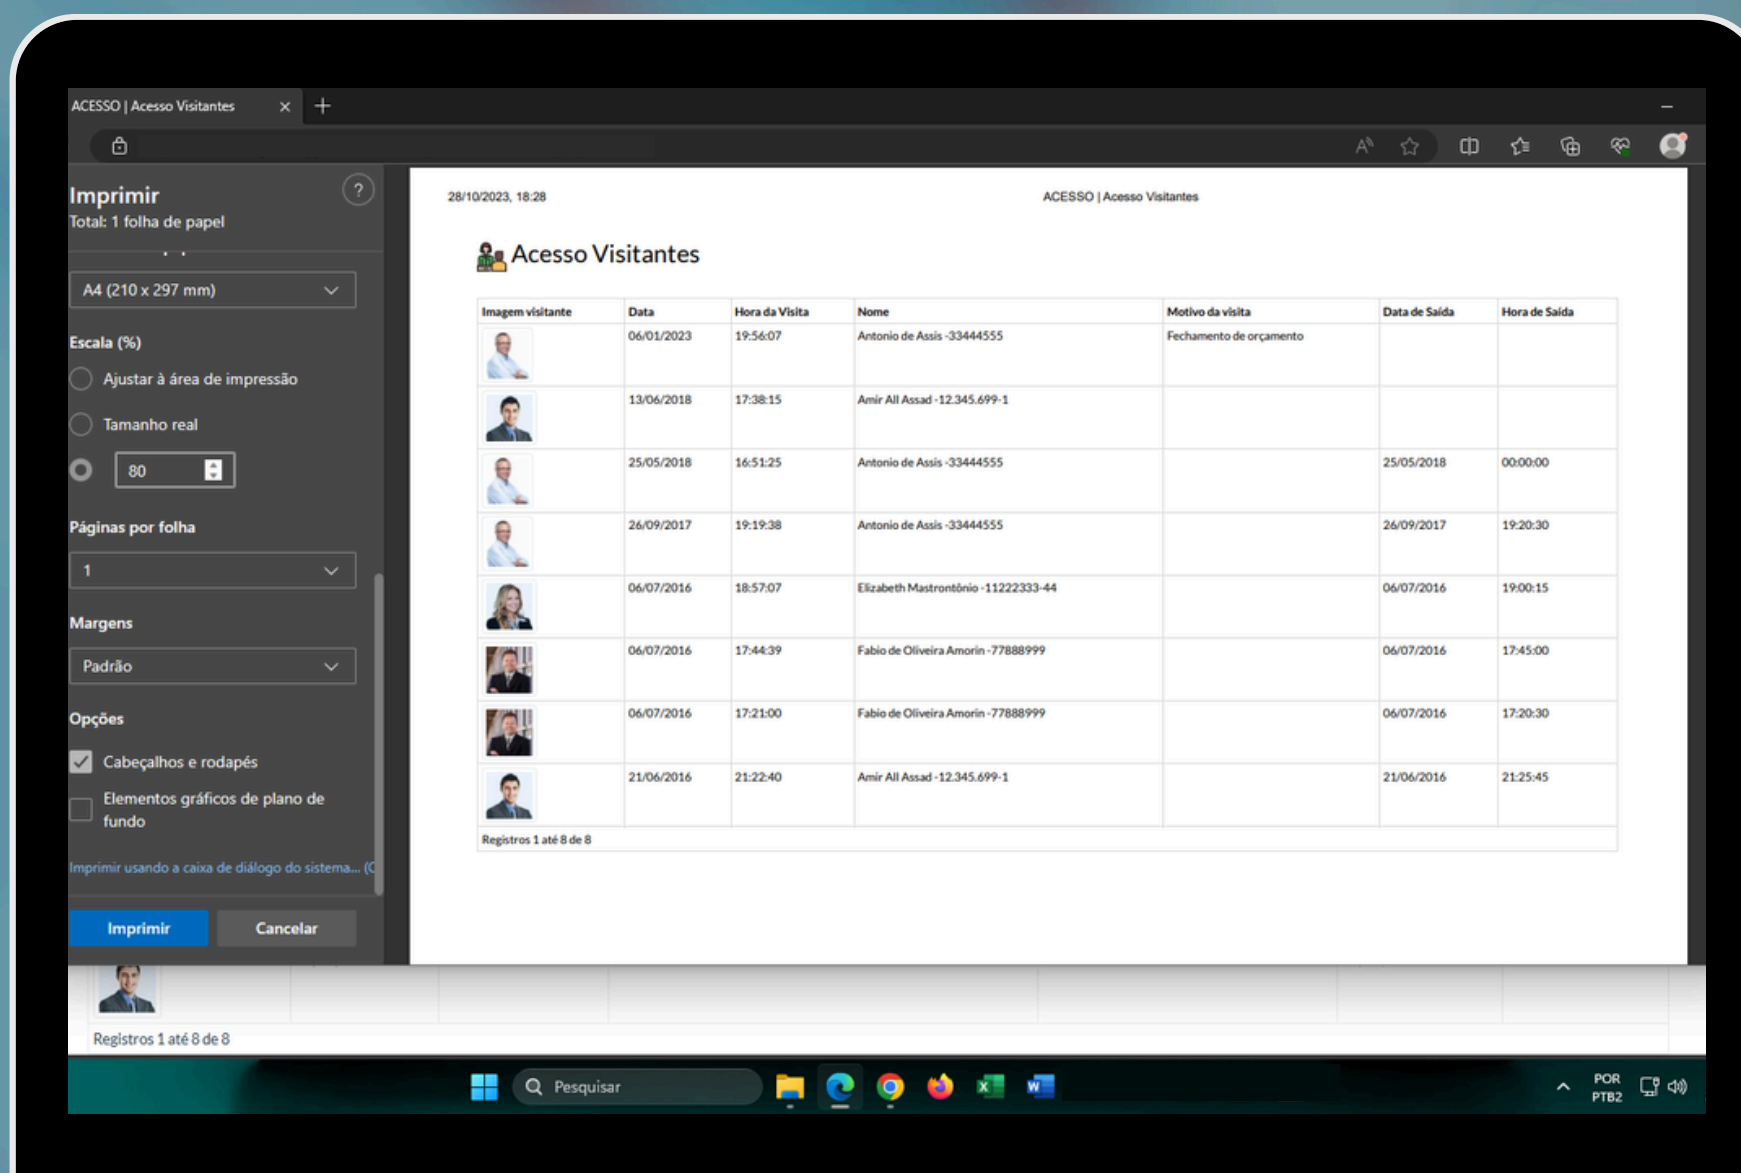 ACESSO | Acesso Visitantes
Imprimir
?
Total: 1 folha de papel
A4 (210 x 297 mm)
Escala (%)
Ajustar à área de impressão
Tamanho real
80
Páginas por folha
1
Margens
Padrão
Opções
Cabeçalhos e rodapés
Elementos gráficos de plano de
fundo
Imprimir usando a caixa de diálogo do sistema... (C
Imprimir Cancelar
28/10/2023, 18:28 ACESSO | Acesso Visitantes
Acesso Visitantes
Imagem visitante Data Hora da Visita Nome Motivo da visita Data de Saída Hora de Saída
06/01/2023 19:56:07 Antonio de Assis -33444555 Fechamento de orçamento
13/06/2018 17:38:15 Amir All Assad -12.345.699-1
25/05/2018 16:51:25 Antonio de Assis -33444555 25/05/2018 00:00:00
26/09/2017 19:19:38 Antonio de Assis -33444555 26/09/2017 19:20:30
06/07/2016 18:57:07 Elizabeth Mastrontônio -11222333-44 06/07/2016 19:00:15
06/07/2016 17:44:39 Fabio de Oliveira Amorin -77888999 06/07/2016 17:45:00
06/07/2016 17:21:00 Fabio de Oliveira Amorin -77888999 06/07/2016 17:20:30
21/06/2016 21:22:40 Amir All Assad -12.345.699-1 21/06/2016 21:25:45
Registros 1 até 8 de 8
Registros 1 até 8 de 8
Pesquisar
POR
PTB2